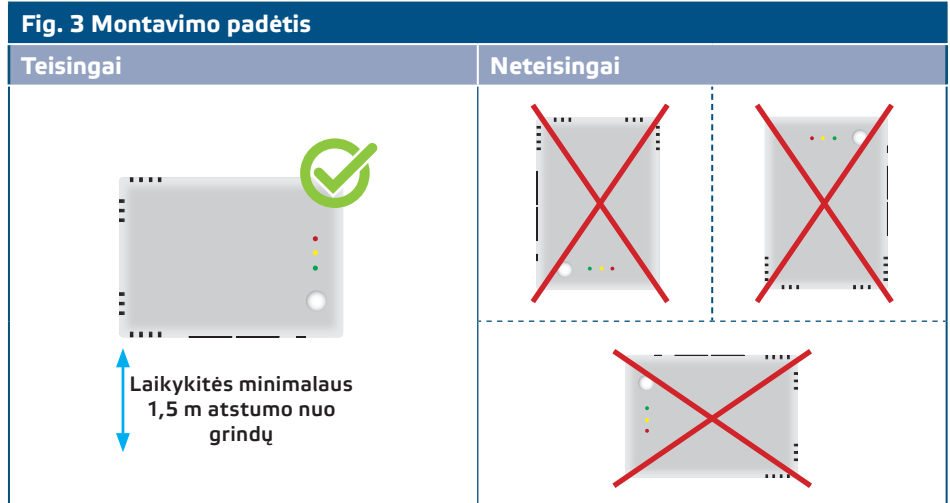 Fig. 3 Montavimo padėtis
Teisingai
Neteisingai
Laikykitės minimalaus
1,5 m atstumo nuo
grindų